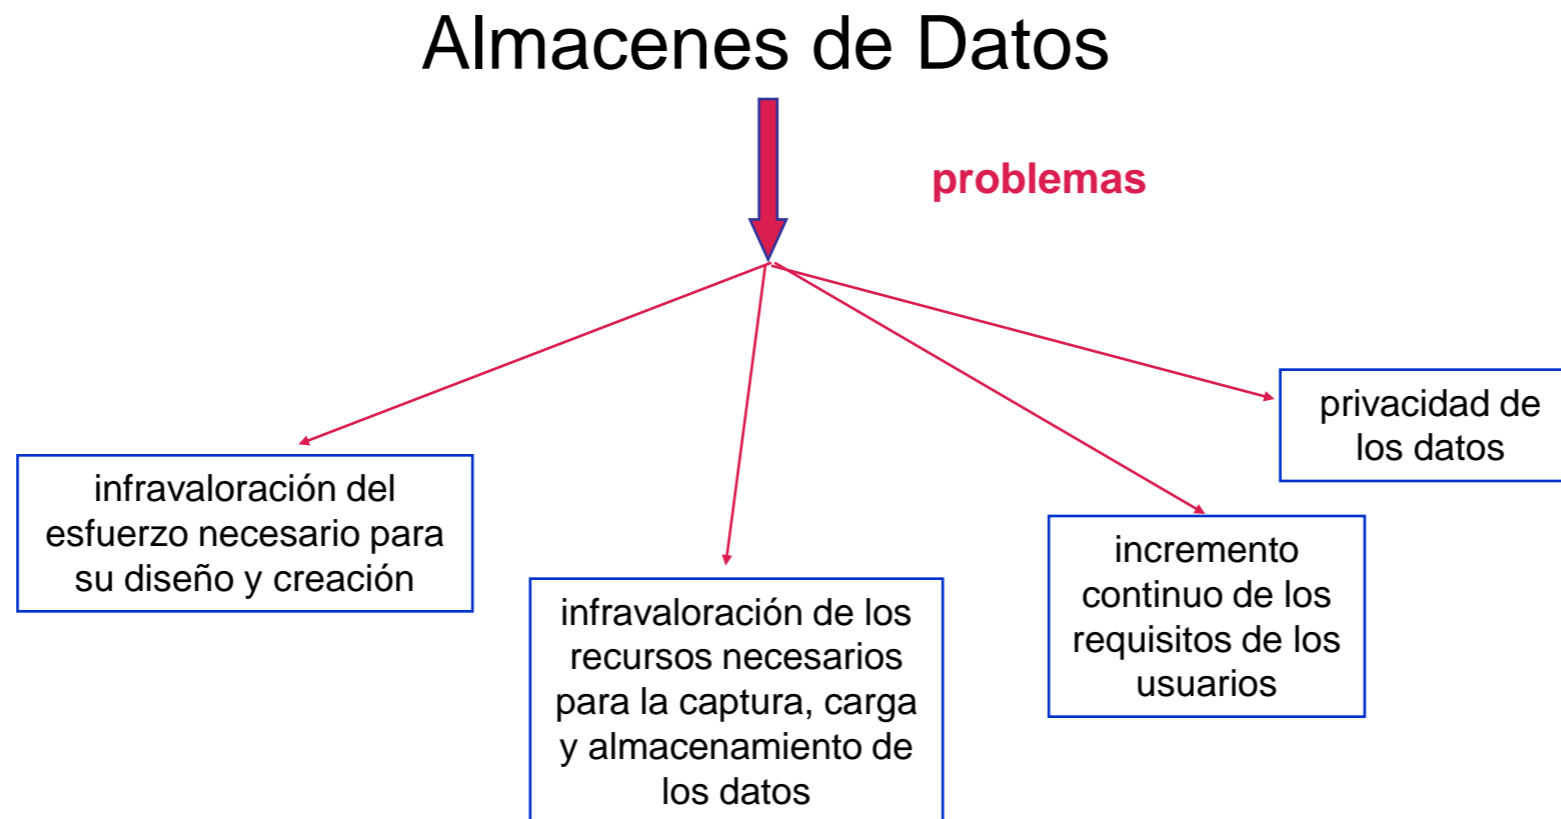 Almacenes de Datos
problemas
infravaloración del
esfuerzo necesario para
su diseño y creación
infravaloración de los
recursos necesarios
para la captura, carga
y almacenamiento de
los datos
incremento
continuo de los
requisitos de los
usuarios
privacidad de
los datos